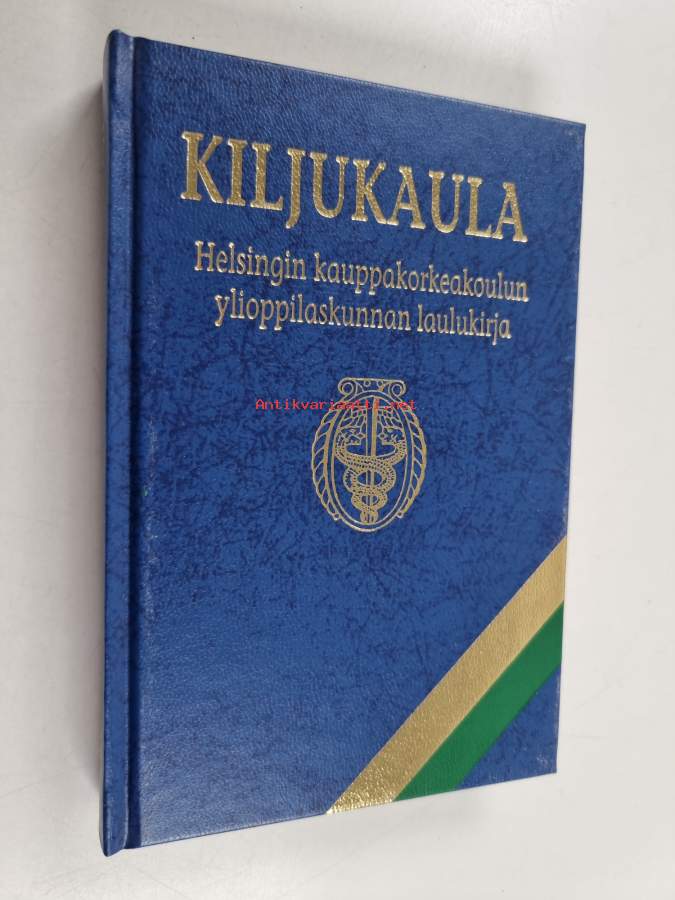 KILJUKAULA
Helsingin kauppakorkeakoulun
ylioppilaskunnan laulukirja
Antikvariaatti.net